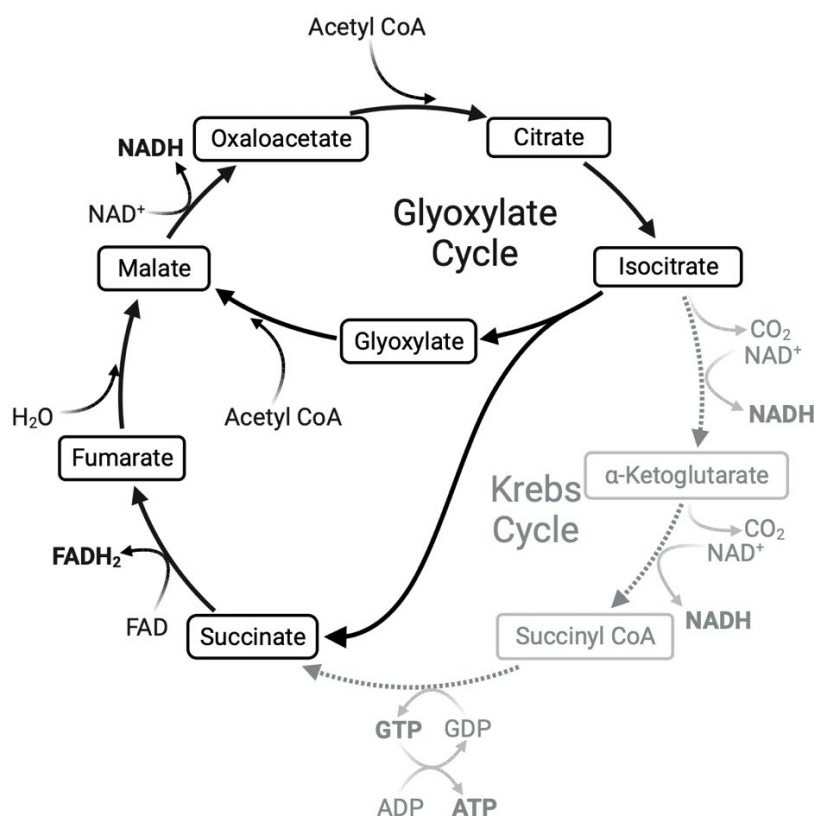 Acetyl CoA
Oxaloacetate
Citrate
NADH
NAD⁺
Glyoxylate
Cycle
Malate
Isocitrate
Glyoxylate
CO₂
NAD⁺
NADH
H₂O
Acetyl CoA
Fumarate
Krebs
Cycle
α-Ketoglutarate
CO₂
NAD⁺
FADH₂
FAD
NADH
Succinate
Succinyl CoA
GTP
GDP
ADP
ATP